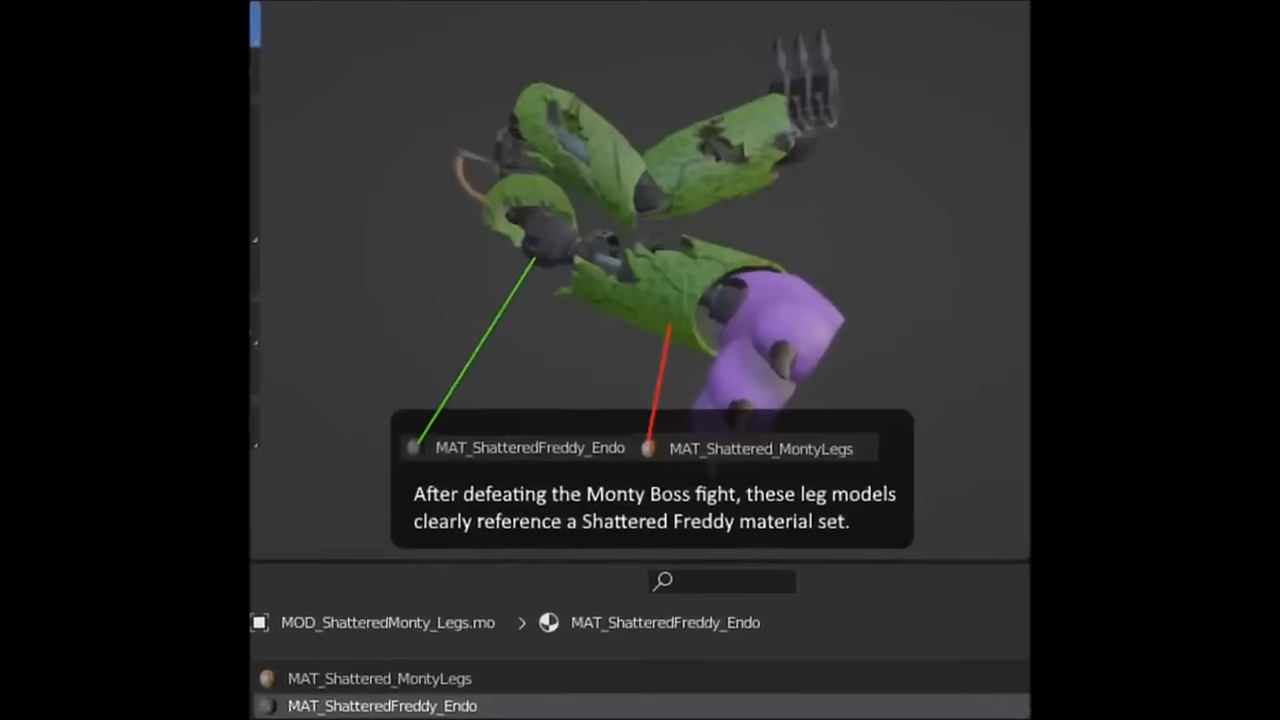 MAT_ShatteredFreddy_Endo MAT_Shattered_MontyLegs
After defeating the Monty Boss fight, these leg models
clearly reference a Shattered Freddy material set.
MOD_ShatteredMonty_Legs.mo > MAT_ShatteredFreddy_Endo
MAT_Shattered_MontyLegs
MAT_ShatteredFreddy_Endo